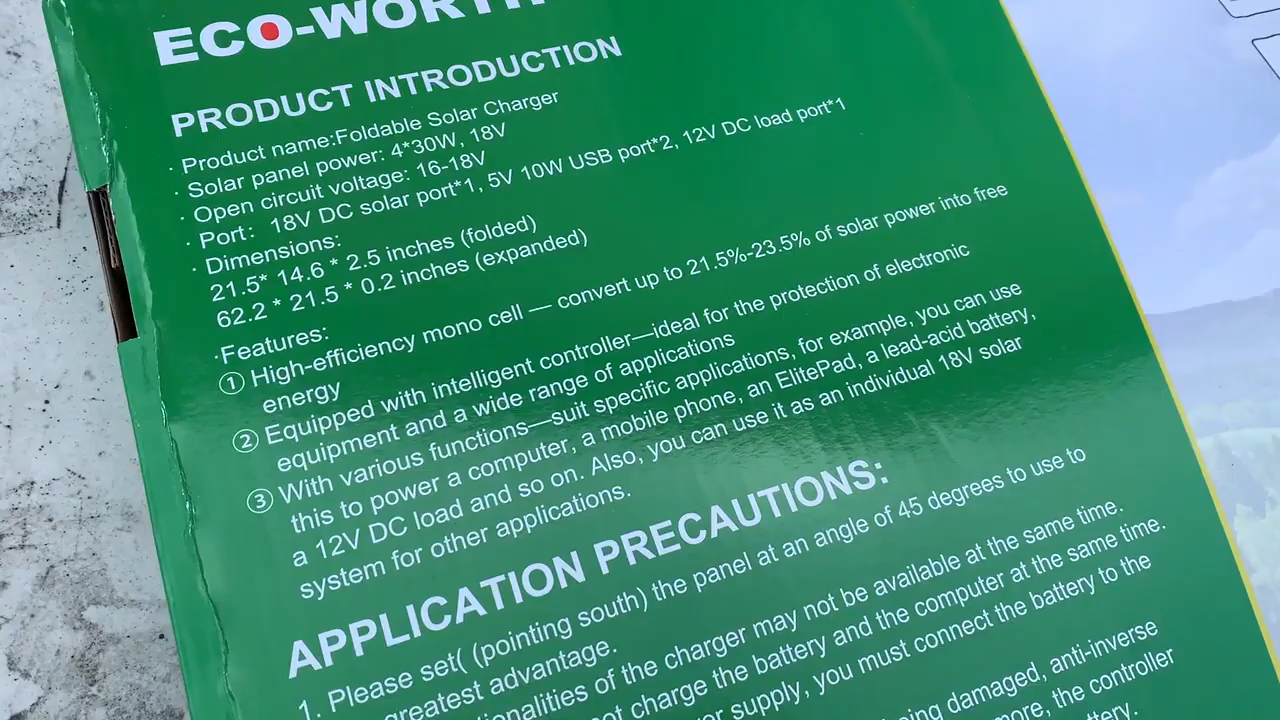 ECO-WORTH
PRODUCT INTRODUCTION
· Product name:Foldable Solar Charger
· Solar panel power: 4*30W, 18V
· Open circuit voltage: 16-18V
· Port: 18V DC solar port*1, 5V 10W USB port*2, 12V DC load port*1
· Dimensions:
21.5* 14.6 * 2.5 inches (folded)
62.2 * 21.5 * 0.2 inches (expanded)
·Features:
① High-efficiency mono cell — convert up to 21.5%-23.5% of solar power into free
energy
② Equipped with intelligent controller—ideal for the protection of electronic
equipment and a wide range of applications
③ With various functions—suit specific applications, for example, you can use
this to power a computer, a mobile phone, an ElitePad, a lead-acid battery,
a 12V DC load and so on. Also, you can use it as an individual 18V solar
system for other applications.
APPLICATION PRECAUTIONS:
1. Please set( (pointing south) the panel at an angle of 45 degrees to use to
greatest advantage.
of the charger may not be available at the same time.
charge the battery and the computer at the same time.
supply, you must connect the battery to the
being damaged, anti-inverse
more, the controller